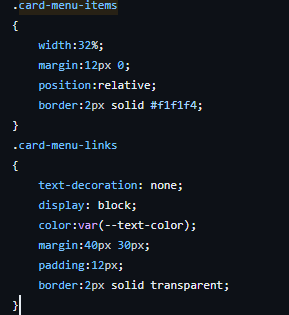 .card-menu-items
{
    width:32%;
    margin:12px 0;
    position:relative;
    border:2px solid #f1f1f4;
}
.card-menu-links
{
    text-decoration: none;
    display: block;
    color:var(--text-color);
    margin:40px 30px;
    padding:12px;
    border:2px solid transparent;
}